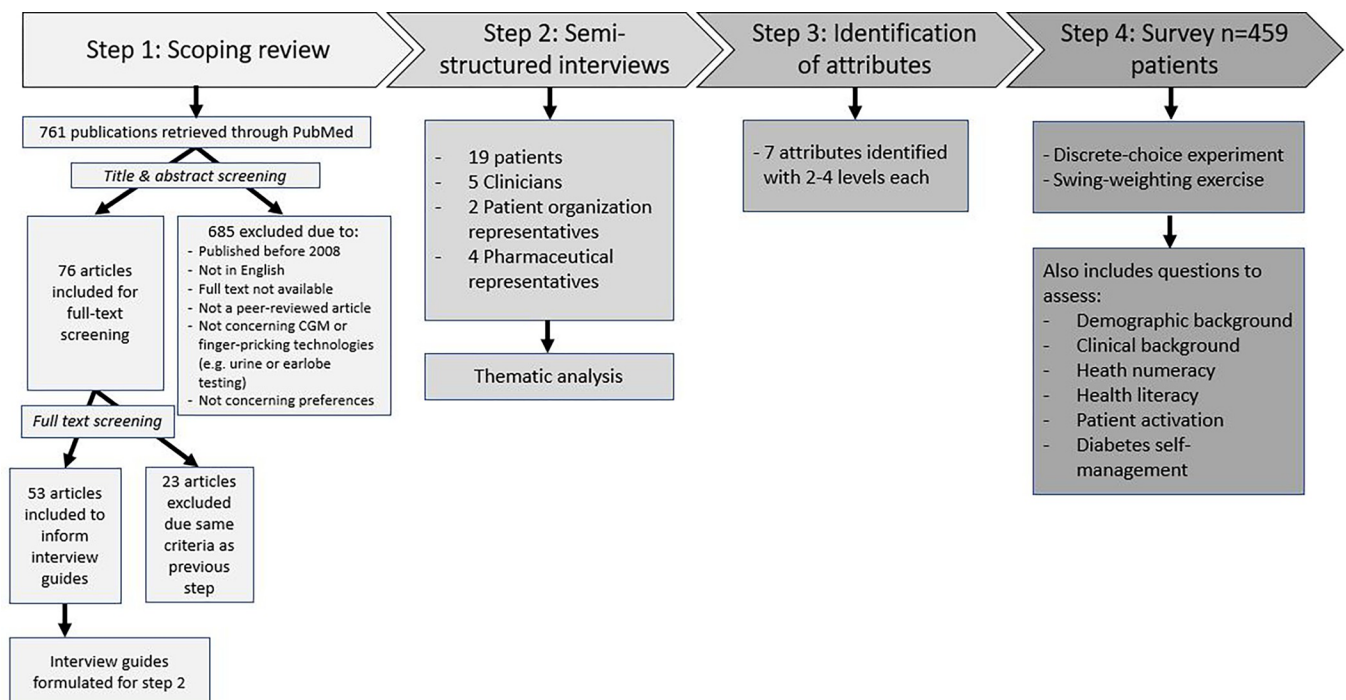 Step 1: Scoping review
761 publications retrieved through PubMed
Title & abstract screening
76 articles
included for
full-text
screening
685 excluded due to:
- Published before 2008
- Not in English
- Full text not available
- Not a peer-reviewed article
- Not concerning CGM or
finger-pricking technologies
(e.g. urine or earlobe
testing)
- Not concerning preferences
Full text screening
53 articles
included to
inform
interview
guides
23 articles
excluded
due same
criteria as
previous
step
Interview guides
formulated for step 2
Step 2: Semi-
structured interviews
- 19 patients
- 5 Clinicians
- 2 Patient organization
representatives
- 4 Pharmaceutical
representatives
Thematic analysis
Step 3: Identification
of attributes
- 7 attributes identified
with 2-4 levels each
Step 4: Survey n=459
patients
- Discrete-choice experiment
- Swing-weighting exercise
Also includes questions to
assess:
- Demographic background
- Clinical background
- Heath numeracy
- Health literacy
- Patient activation
- Diabetes self-
management